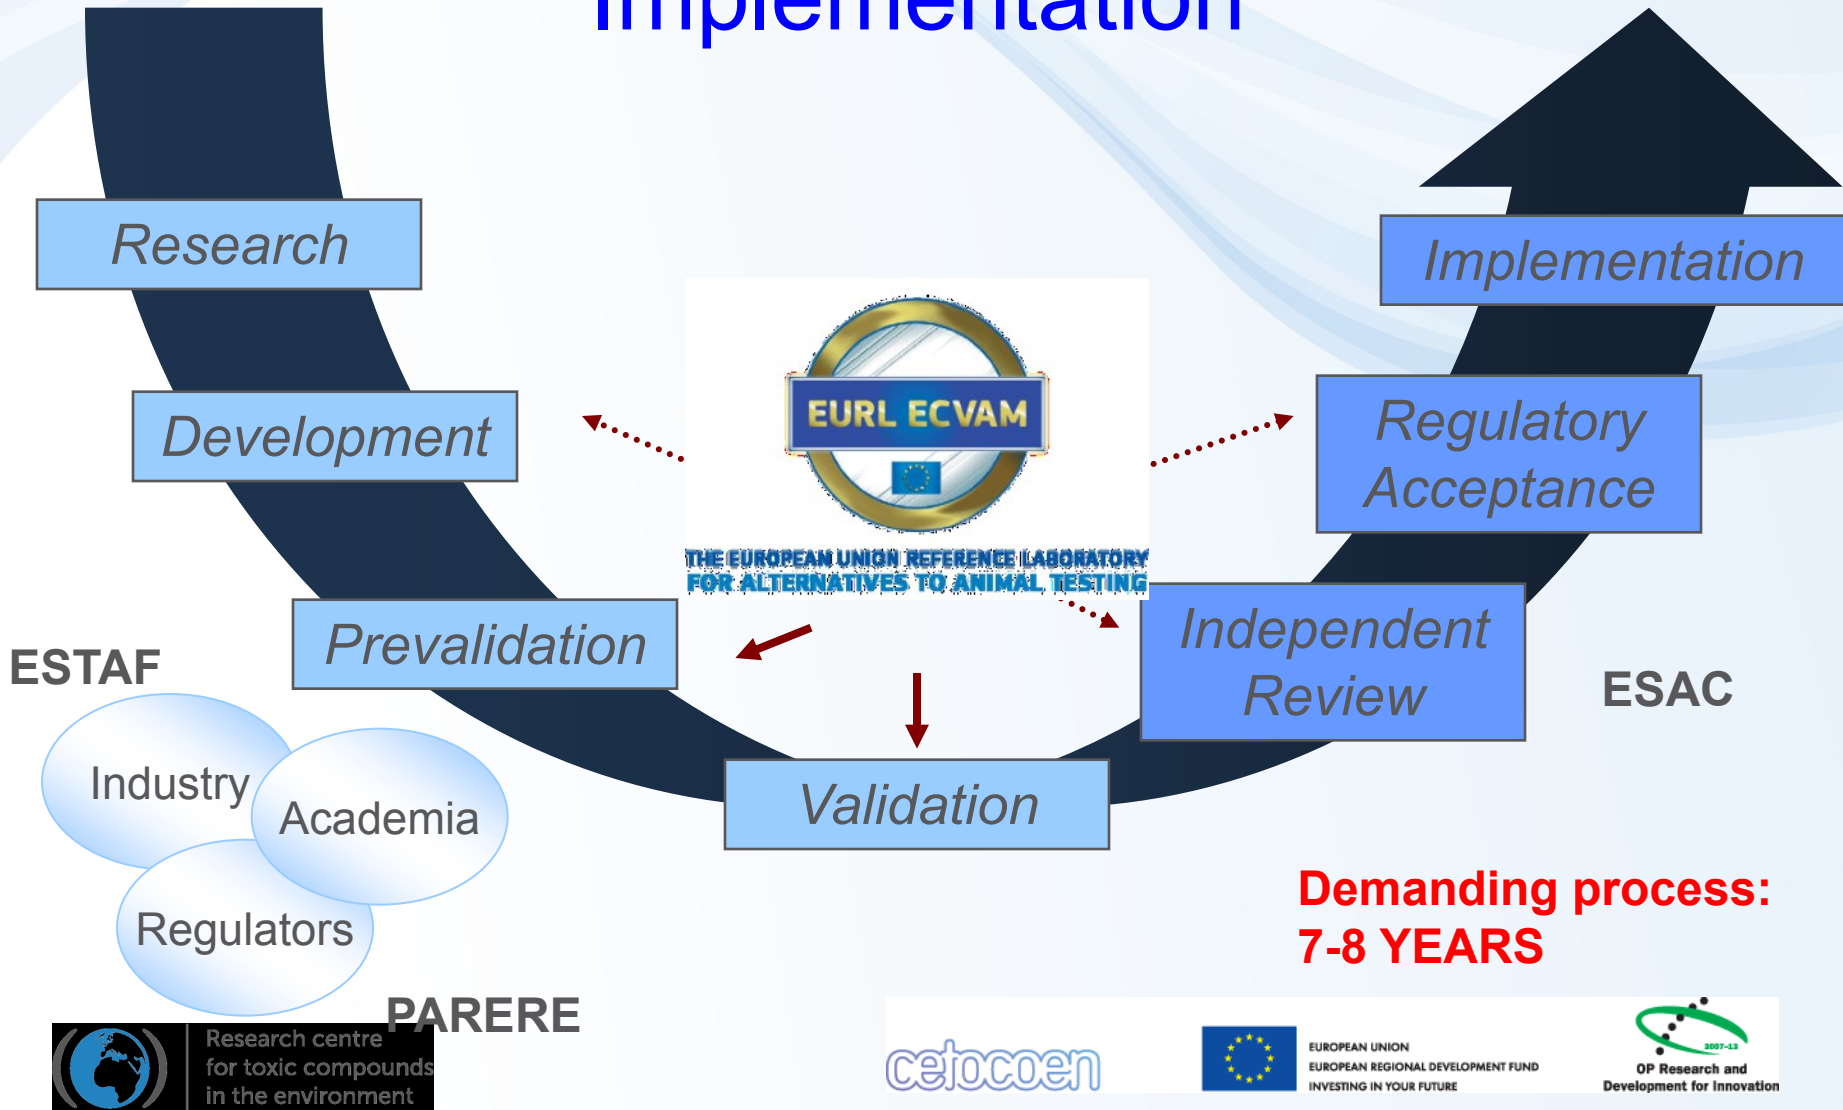 Implementation
Research
Implementation
Development
EURL ECVAM
Regulatory
Acceptance
THE EUROPEAN UNION REFERENCE LABORATORY
FOR ALTERNATIVES TO ANIMAL TESTING
Prevalidation
Independent
Review
ESTAF
ESAC
Industry
Academia
Validation
Regulators
Demanding process:
7-8 YEARS
PARERE
Research centre
for toxic compounds
in the environment
cetocoen
EUROPEAN UNION
EUROPEAN REGIONAL DEVELOPMENT FUND
INVESTING IN YOUR FUTURE
2007-13
OP Research and
Development for Innovation